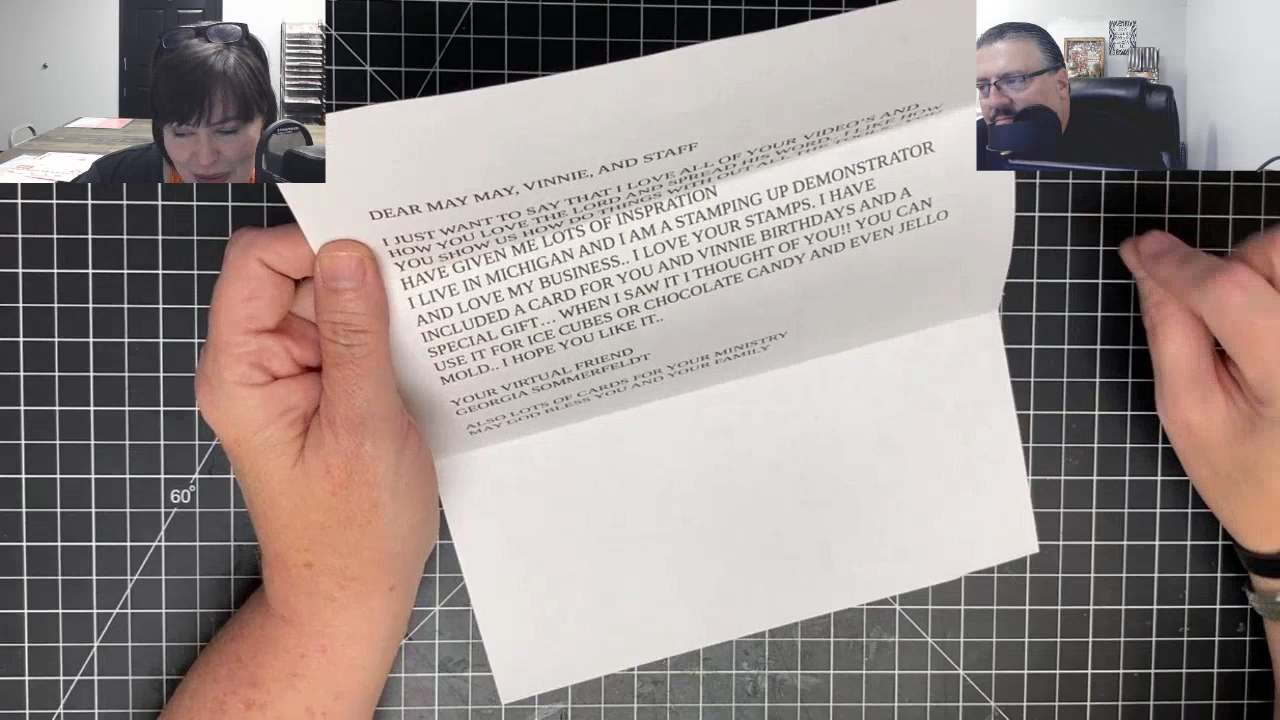 DEAR MAY MAY, VINNIE, AND STAFF
I JUST WANT TO SAY THAT I LOVE ALL OF YOUR VIDEO'S AND
HOW YOU LOVE THE LORD AND SPREAD HIS WORD.. I LIKE HOW
YOU SHOW US HOW DO THINGS WITH OUT ALL THE
HAVE GIVEN ME LOTS OF INSPRATION
I LIVE IN MICHIGAN AND I AM A STAMPING UP DEMONSTRATOR
AND LOVE MY BUSINESS.. I LOVE YOUR STAMPS. I HAVE
INCLUDED A CARD FOR YOU AND VINNIE BIRTHDAYS AND A
SPECIAL GIFT... WHEN I SAW IT I THOUGHT OF YOU!! YOU CAN
USE IT FOR ICE CUBES OR CHOCOLATE CANDY AND EVEN JELLO
MOLD.. I HOPE YOU LIKE IT..
YOUR VIRTUAL FRIEND
GEORGIA SOMMERFELDT
ALSO LOTS OF CARDS FOR YOUR MINISTRY
MAY GOD BLESS YOU AND YOUR FAMILY
60°